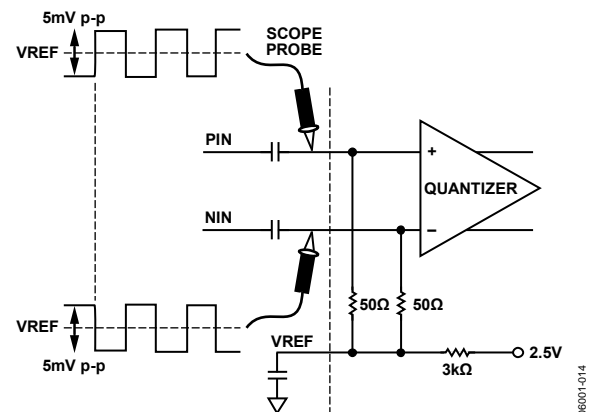 5mV p-p
VREF
SCOPE
PROBE
PIN
+
QUANTIZER
NIN
–
50Ω
50Ω
VREF
VREF
2.5V
3kΩ
5mV p-p
06001-014